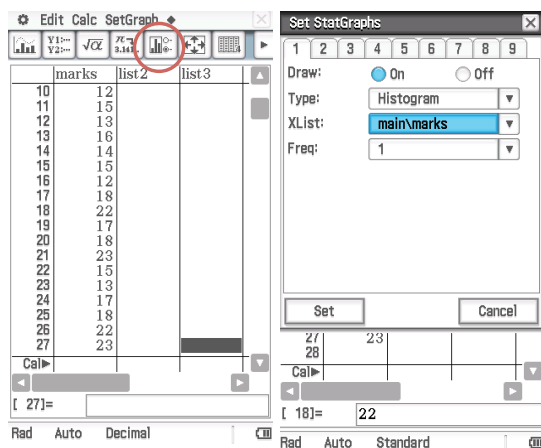 Edit Calc SetGraph ◆
Y1:…
Y2:…
√α
marks list2 list3
10 12
11 15
12 13
13 16
14 14
15 15
16 12
17 18
18 22
19 17
20 18
21 23
22 15
23 13
24 17
25 18
26 22
27 23
Cal▶
[ 27]=
Rad Auto Decimal
Set StatGraphs
1 2 3 4 5 6 7 8 9
Draw: On Off
Type: Histogram
XList: main\marks
Freq: 1
Set Cancel
27 23
28
Cal▶
[ 18]= 22
Rad Auto Standard